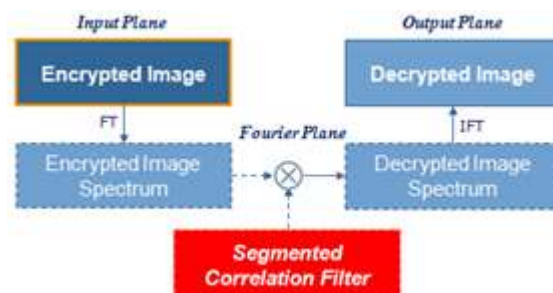 Input Plane
Output Plane
Encrypted Image
Decrypted Image
FT
IFT
Fourier Plane
Encrypted Image
Spectrum
Decrypted Image
Spectrum
Segmented
Correlation Filter